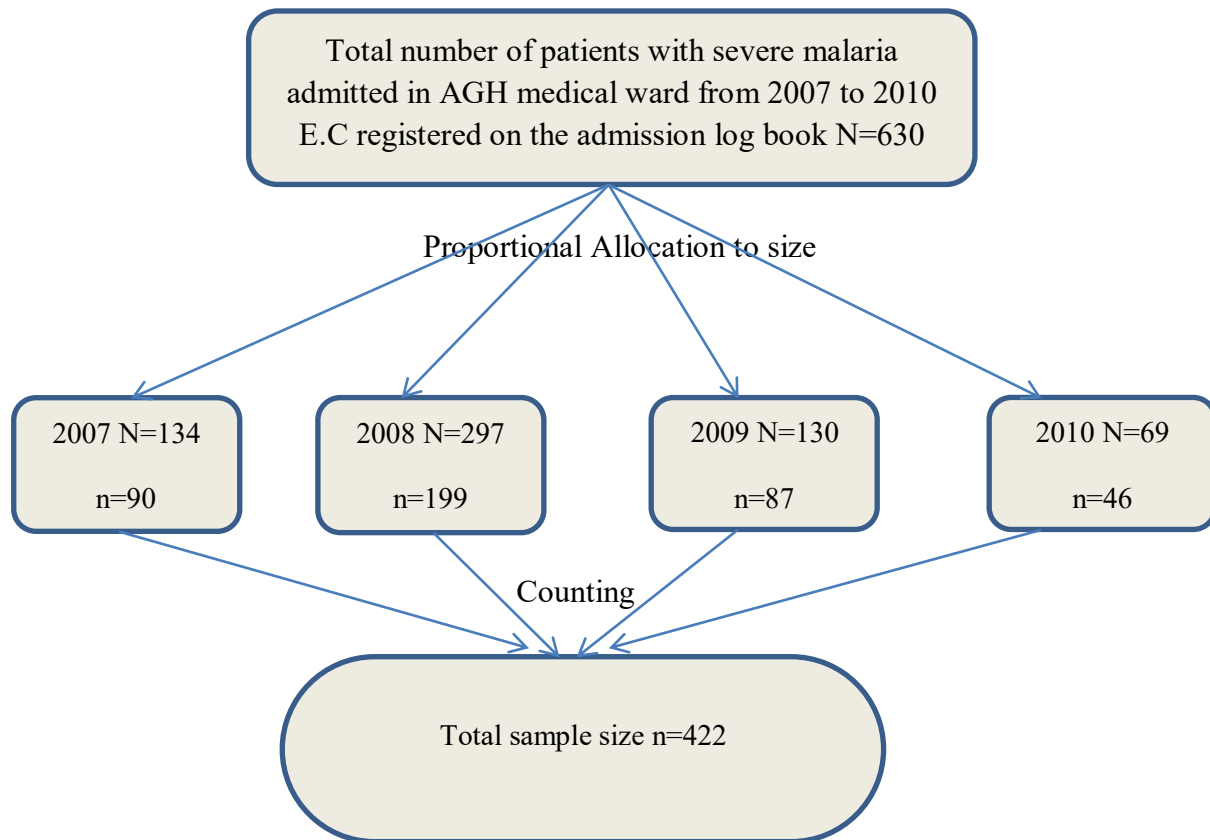 Total number of patients with severe malaria
admitted in AGH medical ward from 2007 to 2010
E.C registered on the admission log book N=630
Proportional Allocation to size
2007 N=134
n=90
2008 N=297
n=199
2009 N=130
n=87
2010 N=69
n=46
Counting
Total sample size n=422